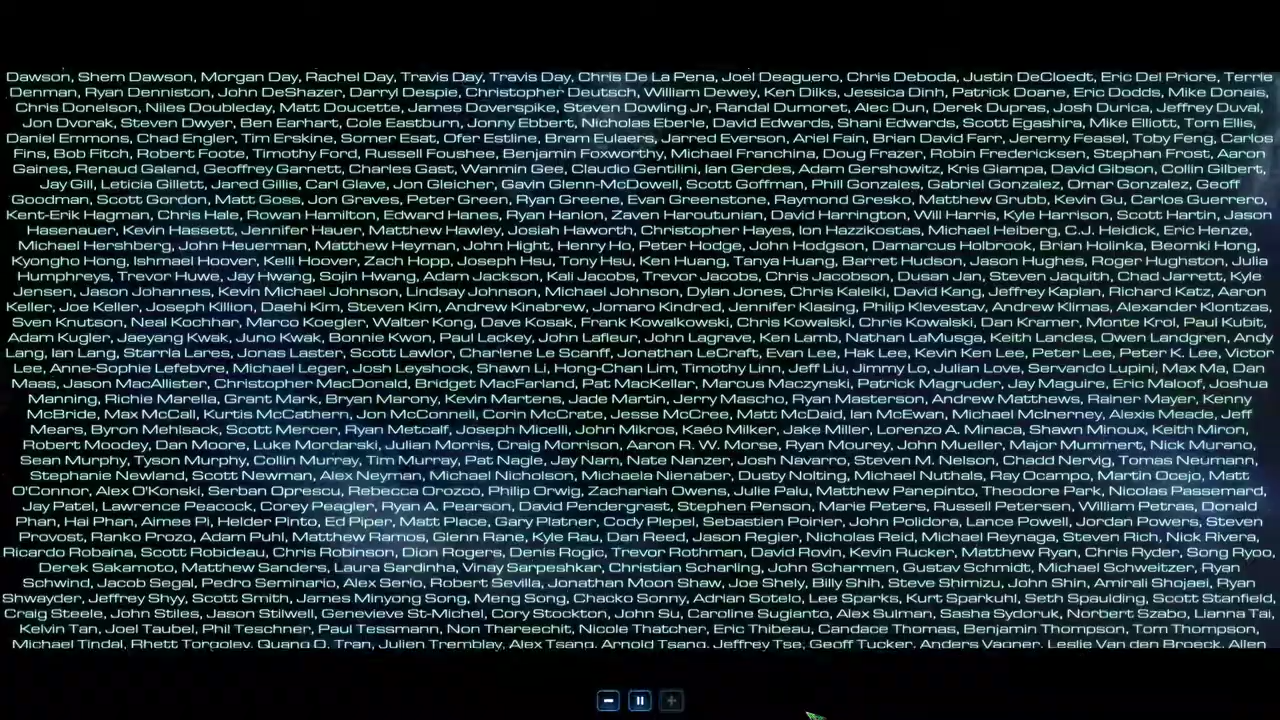 Dawson, Shem Dawson, Morgan Day, Rachel Day, Travis Day, Travis Day, Chris De La Pena, Joel Deaguero, Chris Deboda, Justin DeCloedt, Eric Del Priore, Terrie
Denman, Ryan Denniston, John DeShazer, Darryl Despie, Christopher Deutsch, William Dewey, Ken Dilks, Jessica Dinh, Patrick Doane, Eric Dodds, Mike Donais,
Chris Donelson, Niles Doubleday, Matt Doucette, James Doverspike, Steven Dowling Jr, Randal Dumoret, Alec Dun, Derek Dupras, Josh Durica, Jeffrey Duval,
Jon Dvorak, Steven Dwyer, Ben Earhart, Cole Eastburn, Jonny Ebbert, Nicholas Eberle, David Edwards, Shani Edwards, Scott Egashira, Mike Elliott, Tom Ellis,
Daniel Emmons, Chad Engler, Tim Erskine, Somer Esat, Ofer Estline, Bram Eulaers, Jarred Everson, Ariel Fain, Brian David Farr, Jeremy Feasel, Toby Feng, Carlos
Fins, Bob Fitch, Robert Foote, Timothy Ford, Russell Foushee, Benjamin Foxworthy, Michael Franchina, Doug Frazer, Robin Fredericksen, Stephan Frost, Aaron
Gaines, Renaud Galand, Geoffrey Garnett, Charles Gast, Wanmin Gee, Claudio Gentilini, Ian Gerdes, Adam Gershowitz, Kris Giampa, David Gibson, Collin Gilbert,
Jay Gill, Leticia Gillett, Jared Gillis, Carl Glave, Jon Gleicher, Gavin Glenn-McDowell, Scott Goffman, Phill Gonzales, Gabriel Gonzalez, Omar Gonzalez, Geoff
Goodman, Scott Gordon, Matt Goss, Jon Graves, Peter Green, Ryan Greene, Evan Greenstone, Raymond Gresko, Matthew Grubb, Kevin Gu, Carlos Guerrero,
Kent-Erik Hagman, Chris Hale, Rowan Hamilton, Edward Hanes, Ryan Hanion, Zaven Haroutunian, David Harrington, Will Harris, Kyle Harrison, Scott Hartin, Jason
Hasenauer, Kevin Hassett, Jennifer Hauer, Matthew Hawley, Josiah Haworth, Christopher Hayes, Ion Hazzikostas, Michael Heiberg, C.J. Heidick, Eric Henze,
Michael Hershberg, John Heuerman, Matthew Heyman, John Hight, Henry Ho, Peter Hodge, John Hodgson, Damarcus Holbrook, Brian Holinka, Beomki Hong,
Kyongho Hong, Ishmael Hoover, Kelli Hoover, Zach Hopp, Joseph Hsu, Tony Hsu, Ken Huang, Tanya Huang, Barret Hudson, Jason Hughes, Roger Hughston, Julia
Humphreys, Trevor Huwe, Jay Hwang, Sojin Hwang, Adam Jackson, Kali Jacobs, Trevor Jacobs, Chris Jacobson, Dusan Jan, Steven Jaquith, Chad Jarrett, Kyle
Jensen, Jason Johannes, Kevin Michael Johnson, Lindsay Johnson, Michael Johnson, Dylan Jones, Chris Kaleiki, David Kang, Jeffrey Kaplan, Richard Katz, Aaron
Keller, Joe Keller, Joseph Killion, Daehi Kim, Steven Kim, Andrew Kinabrew, Jomaro Kindred, Jennifer Klasing, Philip Klevestav, Andrew Klimas, Alexander Klontzas,
Sven Knutson, Neal Kochhar, Marco Koegler, Walter Kong, Dave Kosak, Frank Kowalkowski, Chris Kowalski, Chris Kowalski, Dan Kramer, Monte Krol, Paul Kubit,
Adam Kugler, Jaeyang Kwak, Juno Kwak, Bonnie Kwon, Paul Lackey, John Lafleur, John Lagrave, Ken Lamb, Nathan LaMusga, Keith Landes, Owen Landgren, Andy
Lang, Ian Lang, Starrla Lares, Jonas Laster, Scott Lawlor, Charlene Le Scanff, Jonathan LeCraft, Evan Lee, Hak Lee, Kevin Ken Lee, Peter Lee, Peter K. Lee, Victor
Lee, Anne-Sophie Lefebvre, Michael Leger, Josh Leyshock, Shawn Li, Hong-Chan Lim, Timothy Linn, Jeff Liu, Jimmy Lo, Julian Love, Servando Lupini, Max Ma, Dan
Maas, Jason MacAllister, Christopher MacDonald, Bridget MacFarland, Pat MacKellar, Marcus Maczynski, Patrick Magruder, Jay Maguire, Eric Maloof, Joshua
Manning, Richie Marella, Grant Mark, Bryan Marony, Kevin Martens, Jade Martin, Jerry Mascho, Ryan Masterson, Andrew Matthews, Rainer Mayer, Kenny
McBride, Max McCall, Kurtis McCathern, Jon McConnell, Corin McCrate, Jesse McCree, Matt McDaid, Ian McEwan, Michael McInerney, Alexis Meade, Jeff
Mears, Byron Mehlsack, Scott Mercer, Ryan Metcalf, Joseph Micelli, John Mikros, Kaéo Milker, Jake Miller, Lorenzo A. Minaca, Shawn Minoux, Keith Miron,
Robert Moodey, Dan Moore, Luke Mordarski, Julian Morris, Craig Morrison, Aaron R. W. Morse, Ryan Mourey, John Mueller, Major Mummert, Nick Murano,
Sean Murphy, Tyson Murphy, Collin Murray, Tim Murray, Pat Nagle, Jay Nam, Nate Nanzer, Josh Navarro, Steven M. Nelson, Chadd Nervig, Tomas Neumann,
Stephanie Newland, Scott Newman, Alex Neyman, Michael Nicholson, Michaela Nienaber, Dusty Nolting, Michael Nuthals, Ray Ocampo, Martin Ocejo, Matt
O'Connor, Alex O'Konski, Serban Oprescu, Rebecca Orozco, Philip Orwig, Zachariah Owens, Julie Palu, Matthew Panepinto, Theodore Park, Nicolas Passemard,
Jay Patel, Lawrence Peacock, Corey Peagler, Ryan A. Pearson, David Pendergrast, Stephen Penson, Marie Peters, Russell Petersen, William Petras, Donald
Phan, Hai Phan, Aimee Pi, Helder Pinto, Ed Piper, Matt Place, Gary Platner, Cody Plepel, Sebastien Poirier, John Polidora, Lance Powell, Jordan Powers, Steven
Provost, Ranko Prozo, Adam Puhl, Matthew Ramos, Glenn Rane, Kyle Rau, Dan Reed, Jason Regier, Nicholas Reid, Michael Reynaga, Steven Rich, Nick Rivera,
Ricardo Robaina, Scott Robideau, Chris Robinson, Dion Rogers, Denis Rogic, Trevor Rothman, David Rovin, Kevin Rucker, Matthew Ryan, Chris Ryder, Song Ryoo,
Derek Sakamoto, Matthew Sanders, Laura Sardinha, Vinay Sarpeshkar, Christian Scharling, John Scharmen, Gustav Schmidt, Michael Schweitzer, Ryan
Schwind, Jacob Segal, Pedro Seminario, Alex Serio, Robert Sevilla, Jonathan Moon Shaw, Joe Shely, Billy Shih, Steve Shimizu, John Shin, Amirali Shojaei, Ryan
Shwayder, Jeffrey Shyy, Scott Smith, James Minyong Song, Meng Song, Chacko Sonny, Adrian Sotelo, Lee Sparks, Kurt Sparkuhl, Seth Spaulding, Scott Stanfield,
Craig Steele, John Stiles, Jason Stilwell, Genevieve St-Michel, Cory Stockton, John Su, Caroline Sugianto, Alex Sulman, Sasha Sydoruk, Norbert Szabo, Lianna Tai,
Kelvin Tan, Joel Taubel, Phil Teschner, Paul Tessmann, Non Thareechit, Nicole Thatcher, Eric Thibeau, Candace Thomas, Benjamin Thompson, Tom Thompson,
Michael Tindal, Rhett Torgoley, Quang D. Tran, Julien Tremblay, Alex Tsang, Arnold Tsang, Jeffrey Tse, Geoff Tucker, Anders Vagner, Leslie Van den Broeck, Allen